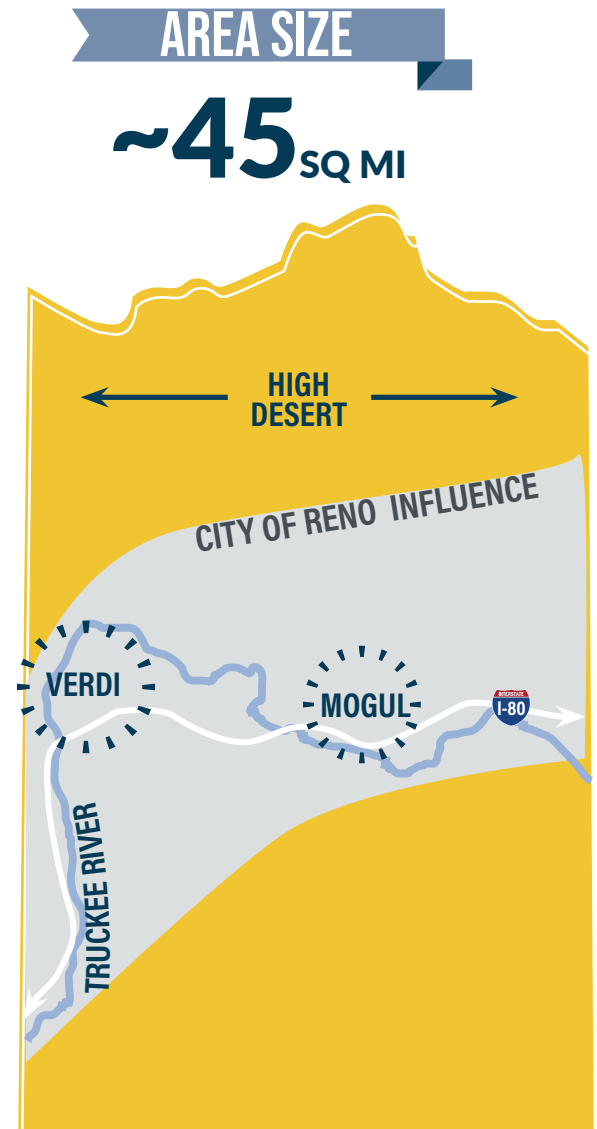 AREA SIZE
~45 SQ MI
HIGH
DESERT
CITY OF RENO INFLUENCE
VERDI
MOGUL
INTERSTATE
I-80
TRUCKEE RIVER